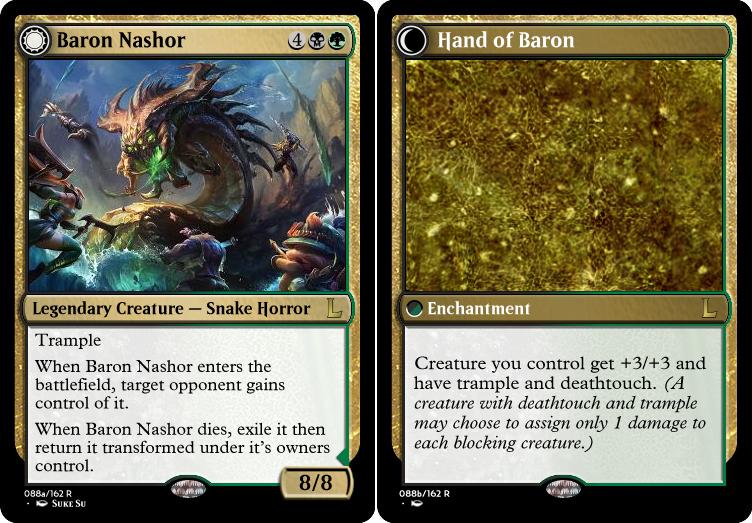 Baron Nashor 4
Legendary Creature — Snake Horror L
Trample
When Baron Nashor enters the
battlefield, target opponent gains
control of it.
When Baron Nashor dies, exile it then
return it transformed under it's owners
control.
8/8
088a/162 R
· Suke Su
Hand of Baron
Enchantment L
Creature you control get +3/+3 and
have trample and deathtouch. (A
creature with deathtouch and trample
may choose to assign only 1 damage to
each blocking creature.)
088b/162 R